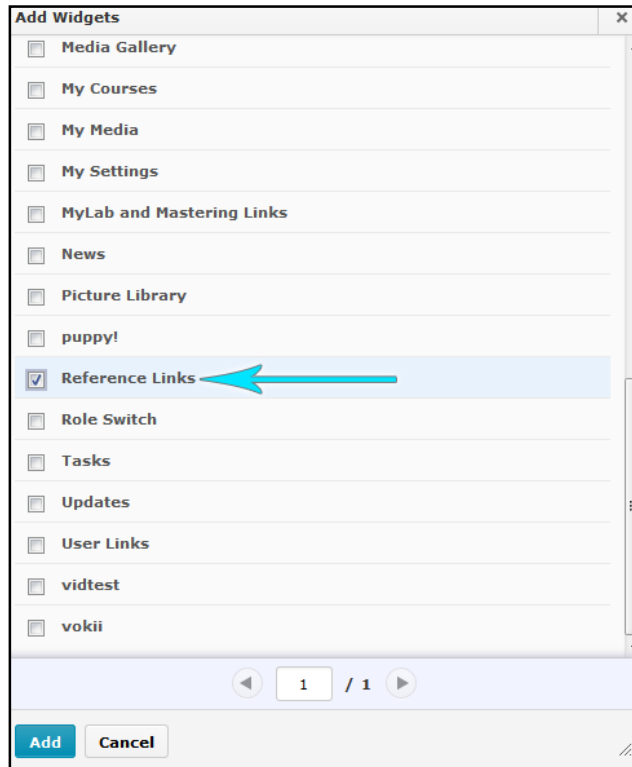 Add Widgets
Media Gallery
My Courses
My Media
My Settings
MyLab and Mastering Links
News
Picture Library
puppy!
Reference Links
Role Switch
Tasks
Updates
User Links
vidtest
vokii
1 / 1
Add Cancel